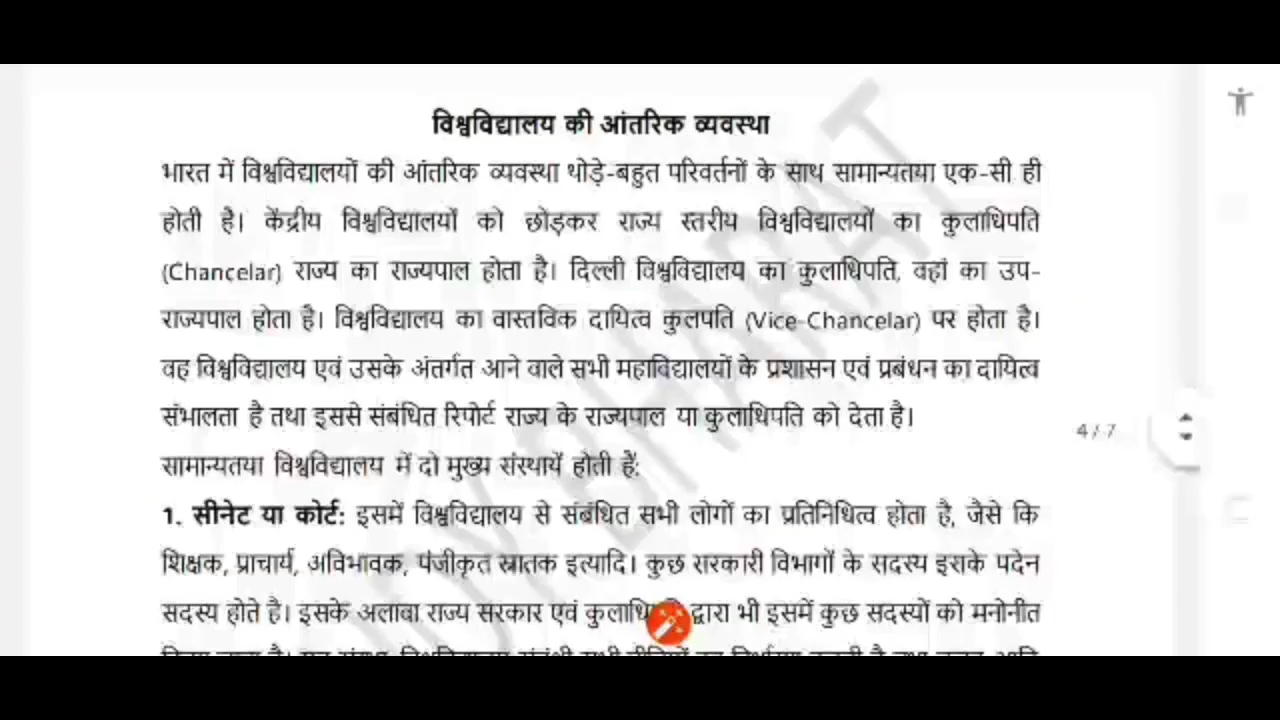 विश्वविद्यालय की आंतरिक व्यवस्था
भारत में विश्वविद्यालयों की आंतरिक व्यवस्था थोड़े-बहुत परिवर्तनों के साथ सामान्यतया एक-सी ही
होती है। केंद्रीय विश्वविद्यालयों को छोड़कर राज्य स्तरीय विश्वविद्यालयों का कुलाधिपति
(Chancelar) राज्य का राज्यपाल होता है। दिल्ली विश्वविद्यालय का कुलाधिपति, वहां का उप-
राज्यपाल होता है। विश्वविद्यालय का वास्तविक दायित्व कुलपति (Vice-Chancelar) पर होता है।
वह विश्वविद्यालय एवं उसके अंतर्गत आने वाले सभी महाविद्यालयों के प्रशासन एवं प्रबंधन का दायित्व
संभालता है तथा इससे संबंधित रिपोर्ट राज्य के राज्यपाल या कुलाधिपति को देता है।
4/7
सामान्यतया विश्वविद्यालय में दो मुख्य संस्थायें होती हैं:
1. सीनेट या कोर्ट: इसमें विश्वविद्यालय से संबंधित सभी लोगों का प्रतिनिधित्व होता है, जैसे कि
शिक्षक, प्राचार्य, अविभावक, पंजीकृत स्नातक इत्यादि। कुछ सरकारी विभागों के सदस्य इसके पदेन
सदस्य होते है। इसके अलावा राज्य सरकार एवं द्वारा भी इसमें कुछ सदस्यों को मनोनीत
BHARAT